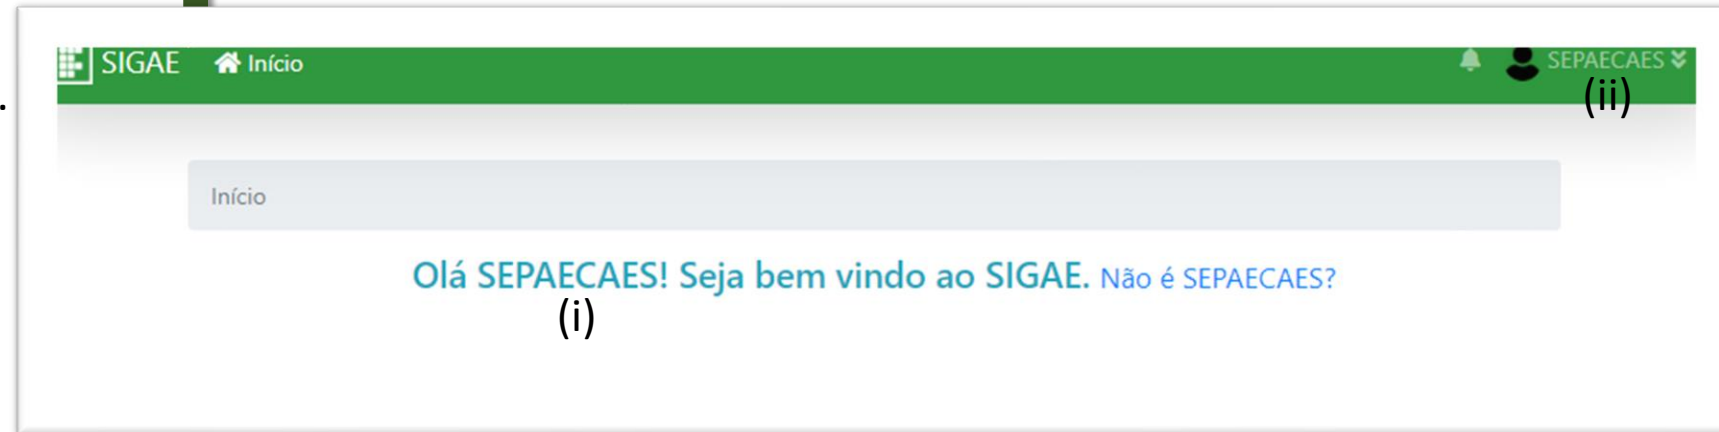 SIGAE Início SEPAECAES
(ii)
.
Início
Olá SEPAECAES! Seja bem vindo ao SIGAE. Não é SEPAECAES?
(i)